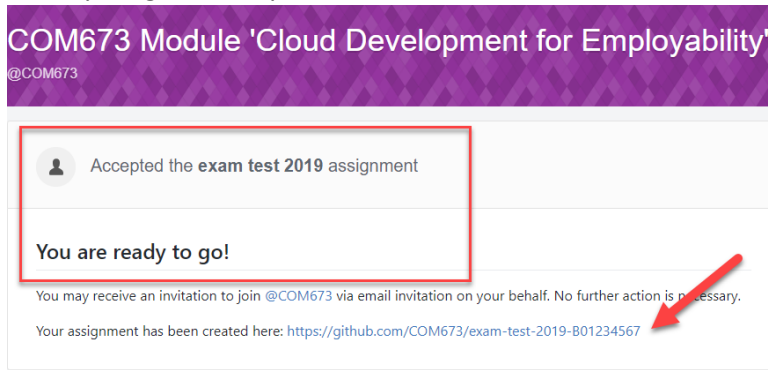 COM673 Module 'Cloud Development for Employability'
@COM673
Accepted the exam test 2019 assignment
You are ready to go!
You may receive an invitation to join @COM673 via email invitation on your behalf. No further action is necessary.
Your assignment has been created here: https://github.com/COM673/exam-test-2019-B01234567